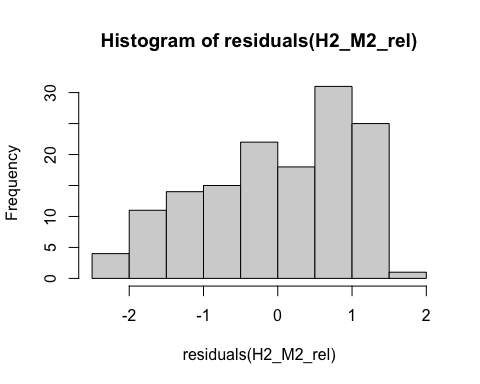 Histogram of residuals(H2_M2_rel)
Frequency
30
20
10
5
0
-2 -1 0 1 2
residuals(H2_M2_rel)